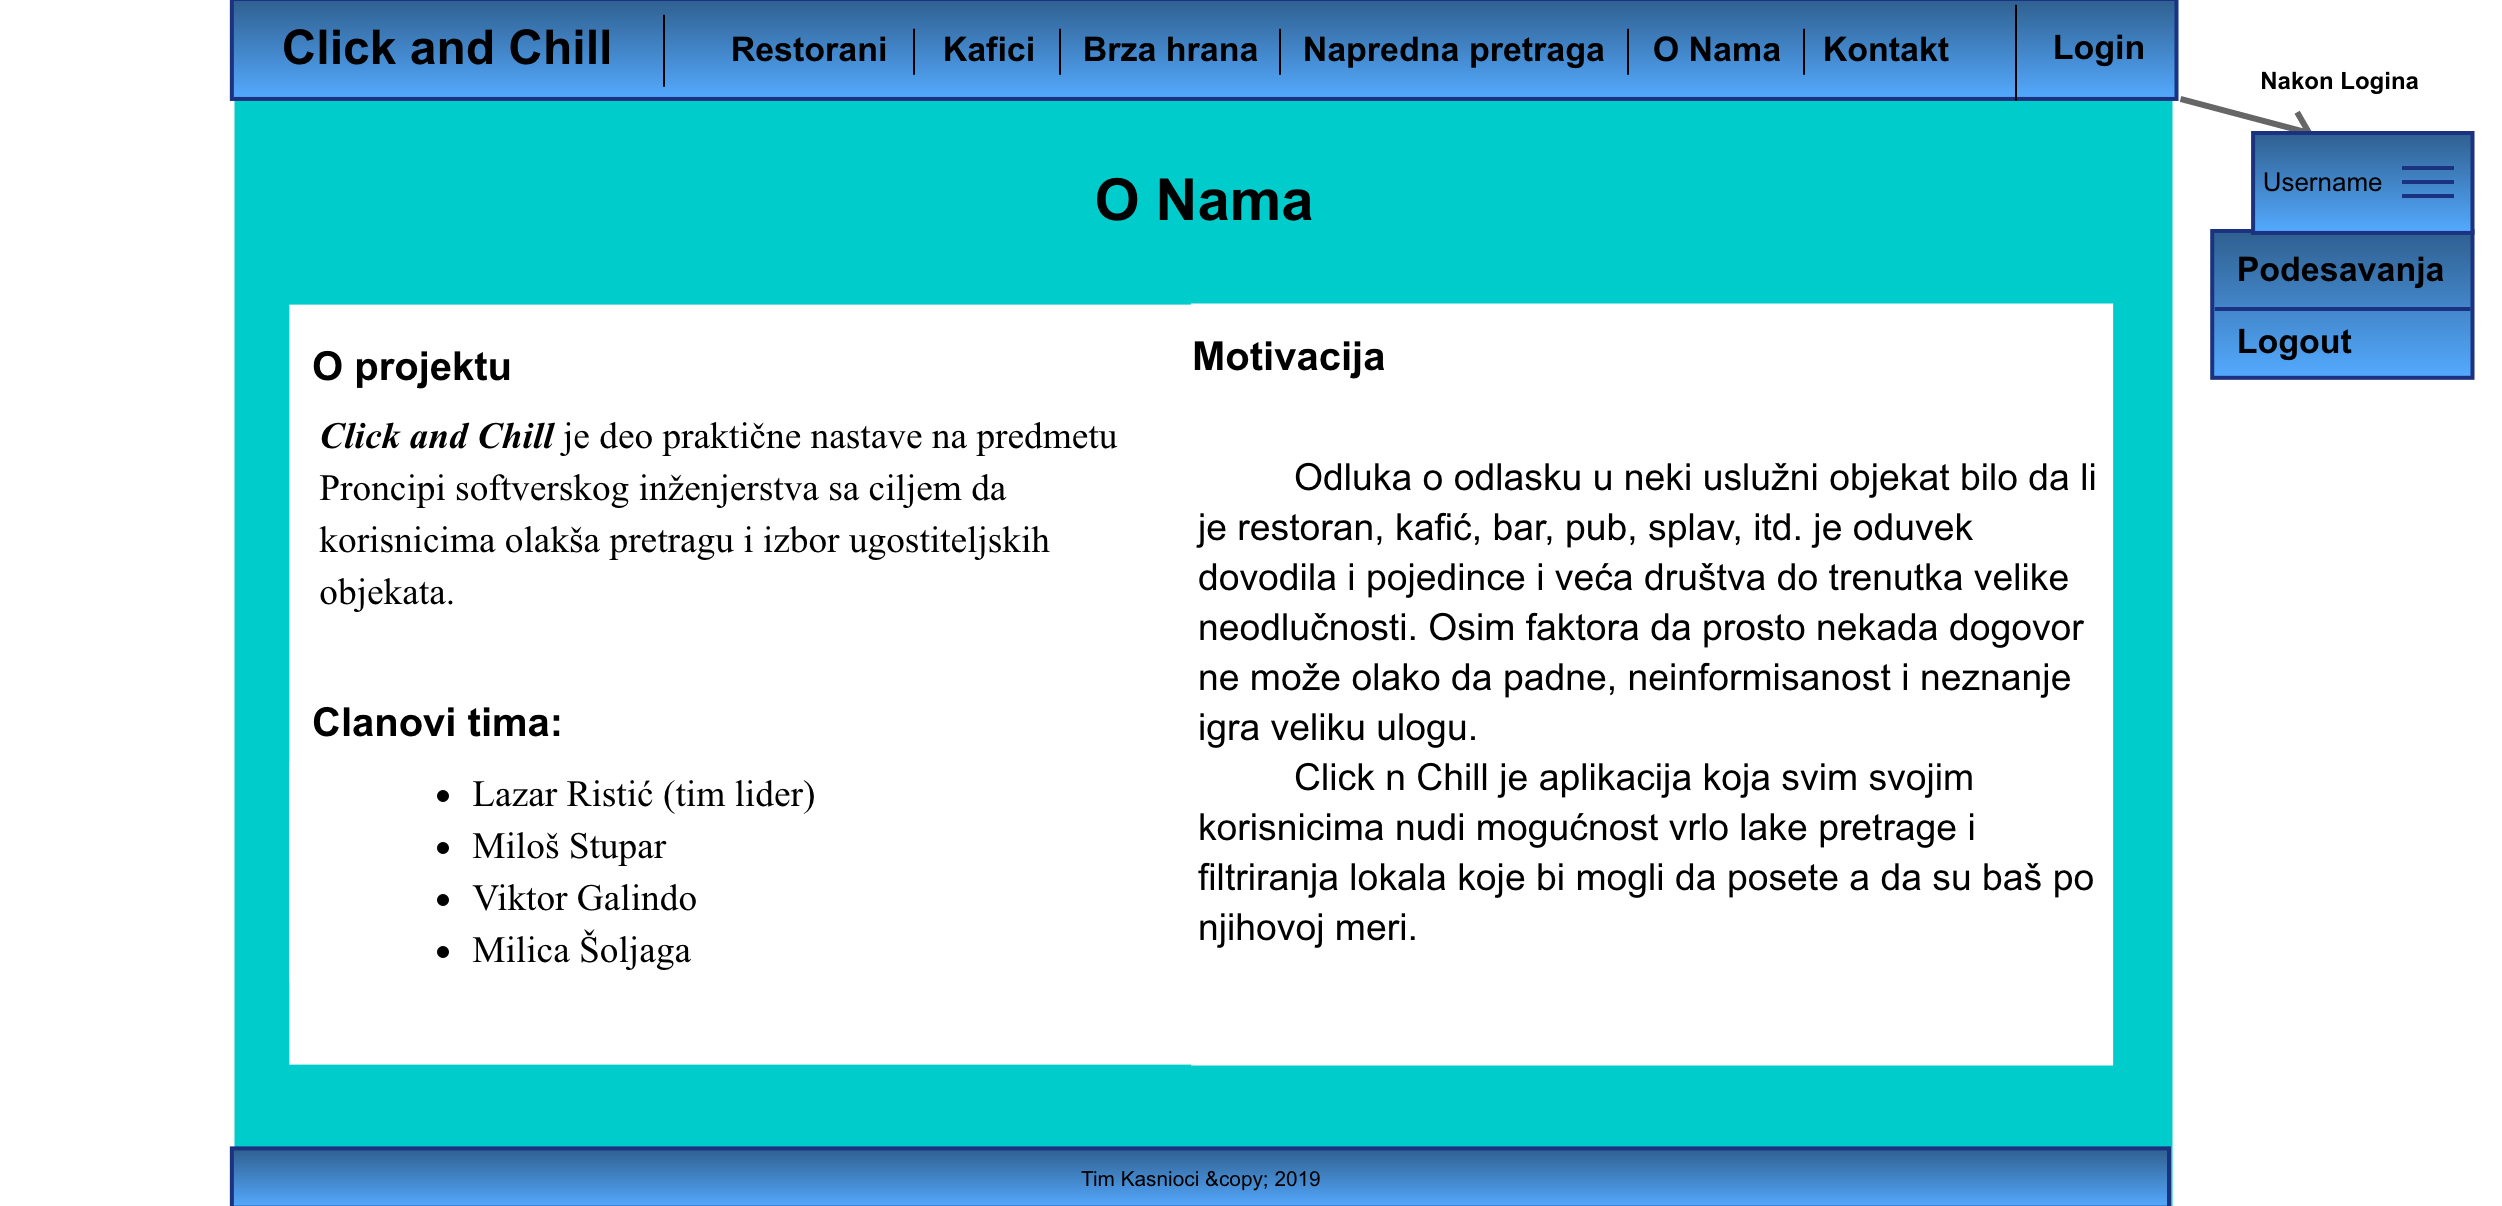 Click and Chill Restorani Kafici Brza hrana Napredna pretraga O Nama Kontakt Login
Nakon Logina
Username
Podesavanja
Logout
O Nama
O projektu
Click and Chill je deo praktične nastave na predmetu
Proncipi softverskog inženjerstva sa ciljem da
korisnicima olakša pretragu i izbor ugostiteljskih
objekata.
Clanovi tima:
• Lazar Ristić (tim lider)
• Miloš Stupar
• Viktor Galindo
• Milica Šoljaga
Motivacija
Odluka o odlasku u neki uslužni objekat bilo da li
je restoran, kafić, bar, pub, splav, itd. je oduvek
dovodila i pojedince i veća društva do trenutka velike
neodlučnosti. Osim faktora da prosto nekada dogovor
ne može olako da padne, neinformisanost i neznanje
igra veliku ulogu.
Click n Chill je aplikacija koja svim svojim
korisnicima nudi mogućnost vrlo lake pretrage i
filtriranja lokala koje bi mogli da posete a da su baš po
njihovoj meri.
Tim Kasnioci &copy; 2019